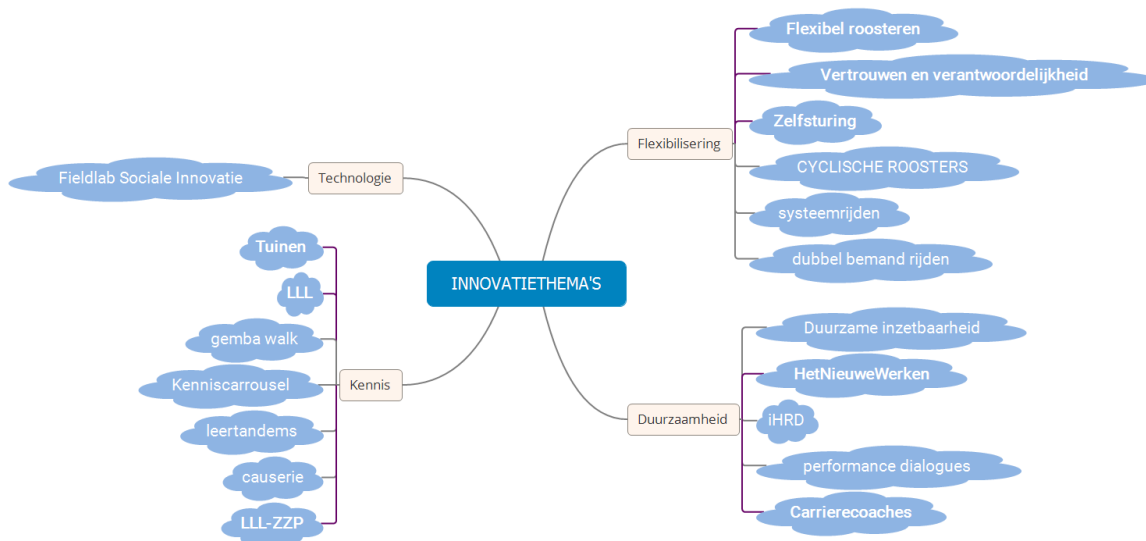 INNOVATIETHEMA'S
Flexibilisering
Flexibel roosteren
Vertrouwen en verantwoordelijkheid
Zelfsturing
CYCLISCHE ROOSTERS
systeemrijden
dubbel bemand rijden
Duurzaamheid
Duurzame inzetbaarheid
HetNieuweWerken
iHRD
performance dialogues
Carrierecoaches
Technologie
Fieldlab Sociale Innovatie
Kennis
Tuinen
LLL
gemba walk
Kenniscarrousel
leertandems
causerie
LLL-ZZP